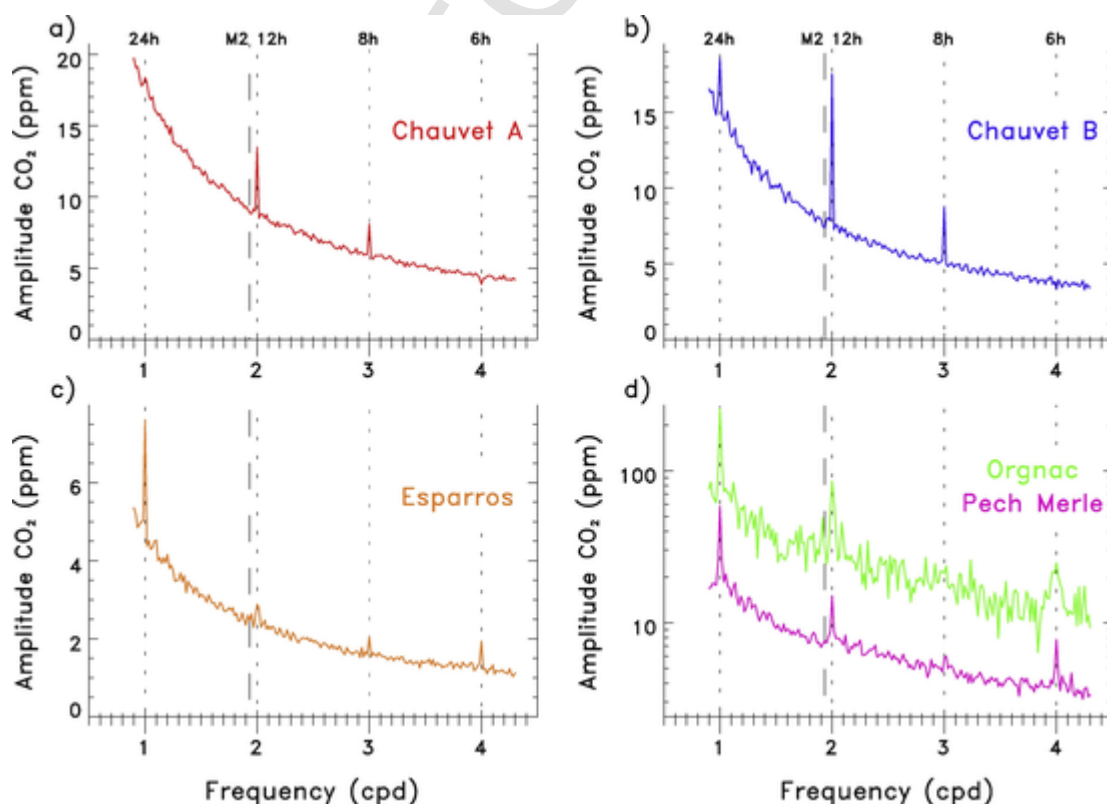 a)
24h M2 12h 8h 6h
Amplitude CO₂ (ppm)
20
15
10
5
0
Chauvet A
1 2 3 4
b)
24h M2 12h 8h 6h
Amplitude CO₂ (ppm)
15
10
5
0
Chauvet B
1 2 3 4
c)
Amplitude CO₂ (ppm)
6
4
2
0
Esparros
1 2 3 4
Frequency (cpd)
d)
Amplitude CO₂ (ppm)
100
10
Orgnac
Pech Merle
1 2 3 4
Frequency (cpd)